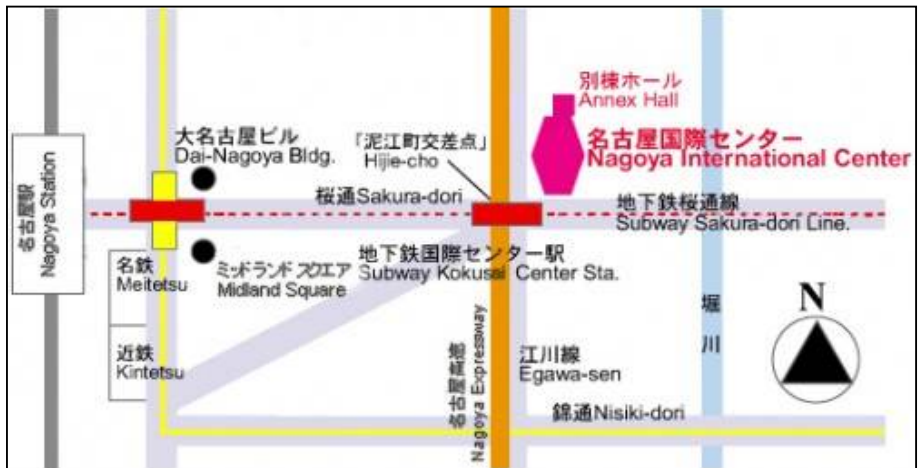 別棟ホール
Annex Hall
名古屋国際センター
Nagoya International Center
大名古屋ビル
Dai-Nagoya Bldg.
「泥江町交差点」
Hijie-cho
名古屋駅
Nagoya Station
桜通Sakura-dori
地下鉄桜通線
Subway Sakura-dori Line.
名鉄
Meitetsu
ミッドランド スクエア
Midland Square
地下鉄国際センター駅
Subway Kokusai Center Sta.
堀川
N
近鉄
Kintetsu
名古屋高速
Nagoya Expressway
江川線
Egawa-sen
錦通Nisiki-dori